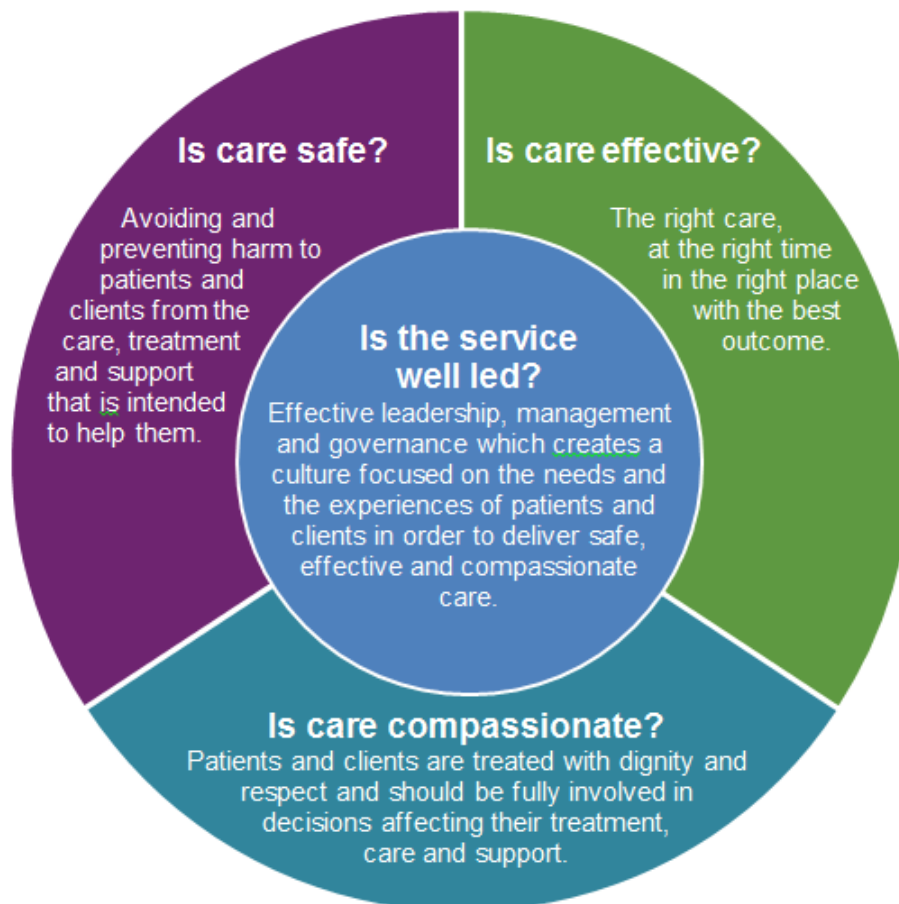 Is care safe?
Avoiding and
preventing harm to
patients and
clients from the
care, treatment
and support
that is intended
to help them.
Is care effective?
The right care,
at the right time
in the right place
with the best
outcome.
Is the service
well led?
Effective leadership, management
and governance which creates a
culture focused on the needs and
the experiences of patients and
clients in order to deliver safe,
effective and compassionate
care.
Is care compassionate?
Patients and clients are treated with dignity and
respect and should be fully involved in
decisions affecting their treatment,
care and support.